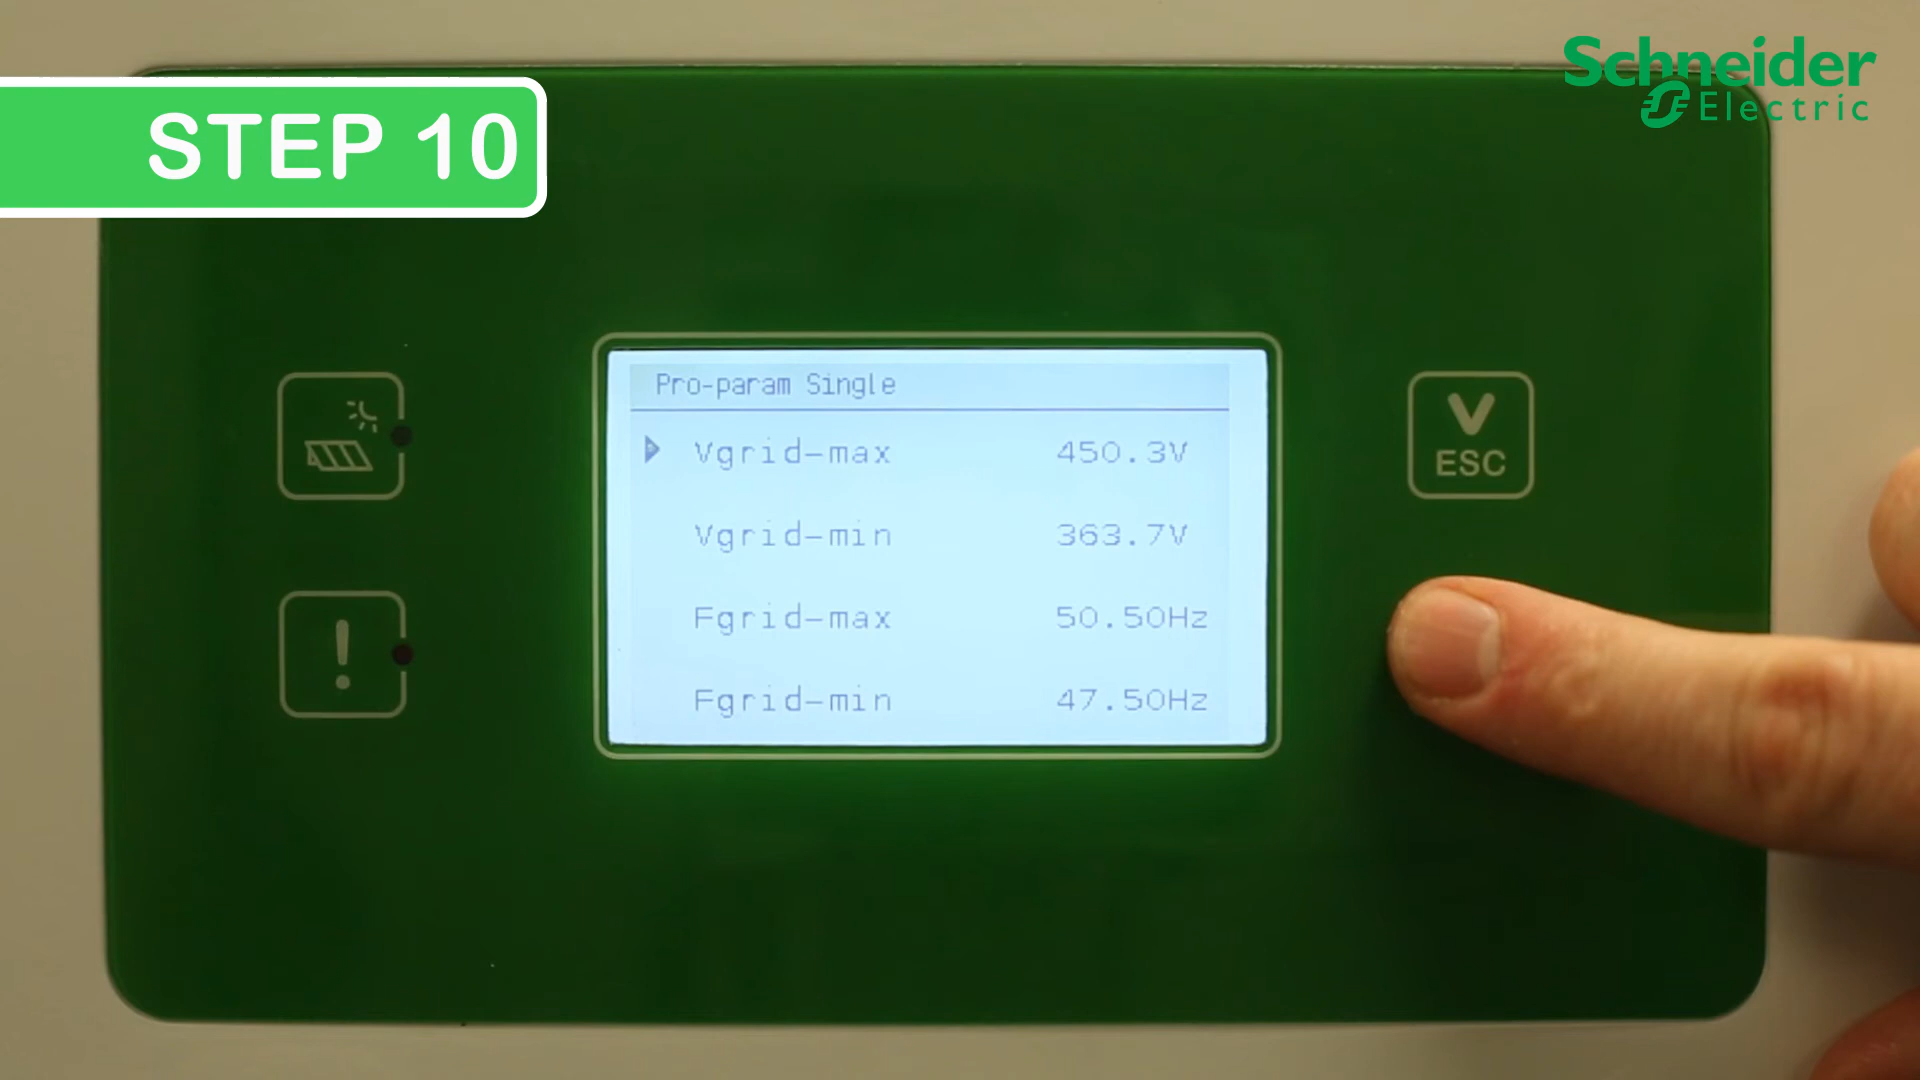 STEP 10
Schneider
Electric
Pro-param Single
Vgrid-max 450.3V
Vgrid-min 363.7V
Fgrid-max 50.50Hz
Fgrid-min 47.50Hz
V
ESC
!